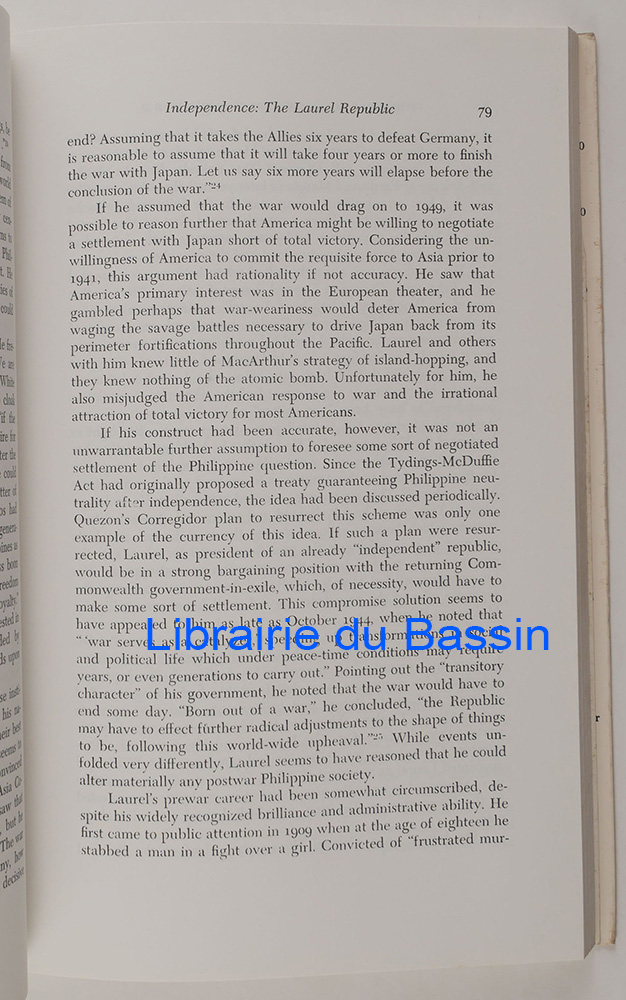 Independence: The Laurel Republic 79
end? Assuming that it takes the Allies six years to defeat Germany, it
is reasonable to assume that it will take four years or more to finish
the war with Japan. Let us say six more years will elapse before the
conclusion of the war."24
If he assumed that the war would drag on to 1949, it was
possible to reason further that America might be willing to negotiate
a settlement with Japan short of total victory. Considering the un-
willingness of America to commit the requisite force to Asia prior to
1941, this argument had rationality if not accuracy. He saw that
America's primary interest was in the European theater, and he
gambled perhaps that war-weariness would deter America from
waging the savage battles necessary to drive Japan back from its
perimeter fortifications throughout the Pacific. Laurel and others
with him knew little of MacArthur's strategy of island-hopping, and
they knew nothing of the atomic bomb. Unfortunately for him, he
also misjudged the American response to war and the irrational
attraction of total victory for most Americans.
If his construct had been accurate, however, it was not an
unwarrantable further assumption to foresee some sort of negotiated
settlement of the Philippine question. Since the Tydings-McDuffie
Act had originally proposed a treaty guaranteeing Philippine neu-
trality after independence, the idea had been discussed periodically.
Quezon's Corregidor plan to resurrect this scheme was only one
example of the currency of this idea. If such a plan were resur-
rected, Laurel, as president of an already "independent" republic,
would be in a strong bargaining position with the returning Com-
monwealth government-in-exile, which, of necessity, would have to
make some sort of settlement. This compromise solution seems to
have appealed to him as late as October 1944, when he noted that
"'war serves as a catalyzer, speeding up transformations in social
Librairie du Bassin
and political life which under peace-time conditions may require
years, or even generations to carry out." Pointing out the "transitory
character" of his government, he noted that the war would have to
end some day. "Born out of a war," he concluded, "the Republic
may have to effect further radical adjustments to the shape of things
to be, following this world-wide upheaval."25 While events un-
folded very differently, Laurel seems to have reasoned that he could
alter materially any postwar Philippine society.
Laurel's prewar career had been somewhat circumscribed, de-
spite his widely recognized brilliance and administrative ability. He
first came to public attention in 1909 when at the age of eighteen he
stabbed a man in a fight over a girl. Convicted of "frustrated mur-